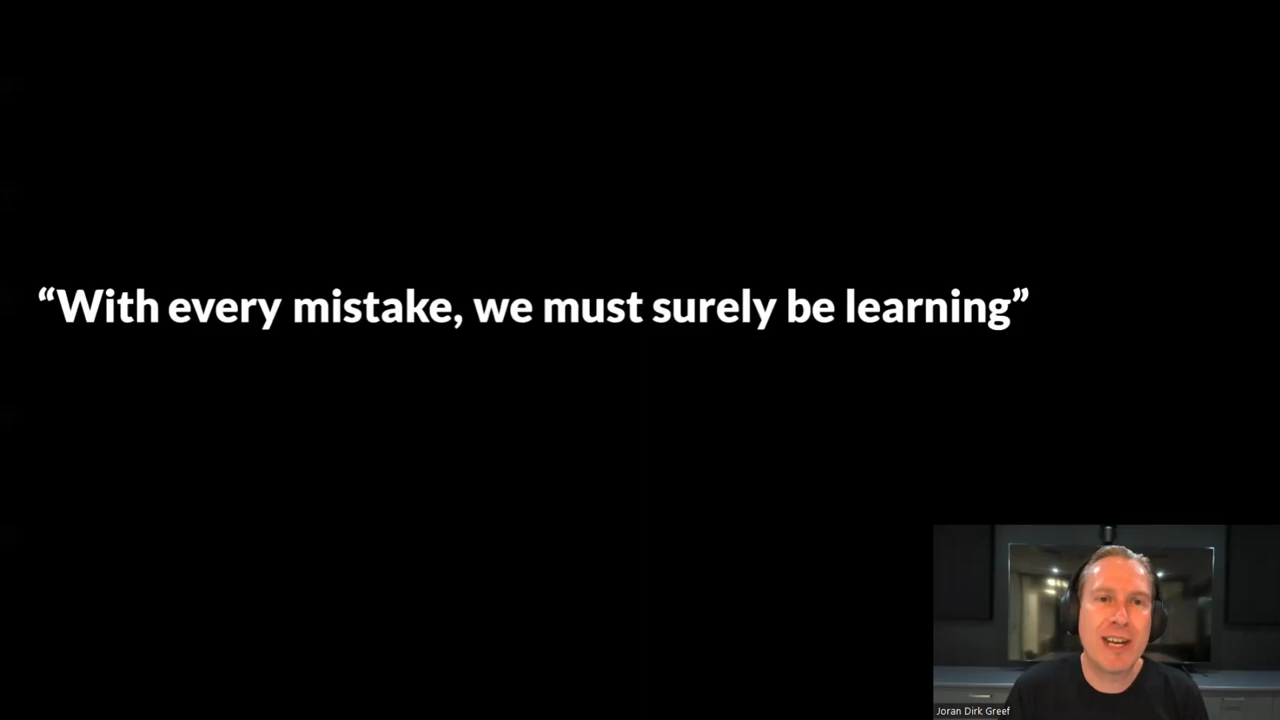 “With every mistake, we must surely be learning”
Joran Dirk Greef